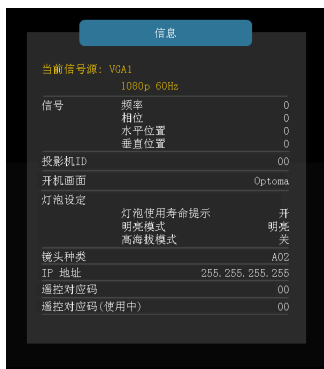 信息
当前信号源: VGA1
1080p 60Hz
信号 频率 0
相位 0
水平位置 0
垂直位置 0
投影机ID 00
开机画面 Optoma
灯泡设定
灯泡使用寿命提示 开
明亮模式 明亮
高海拔模式 关
镜头种类 A02
IP 地址 255.255.255.255
遥控对应码 00
遥控对应码(使用中) 00